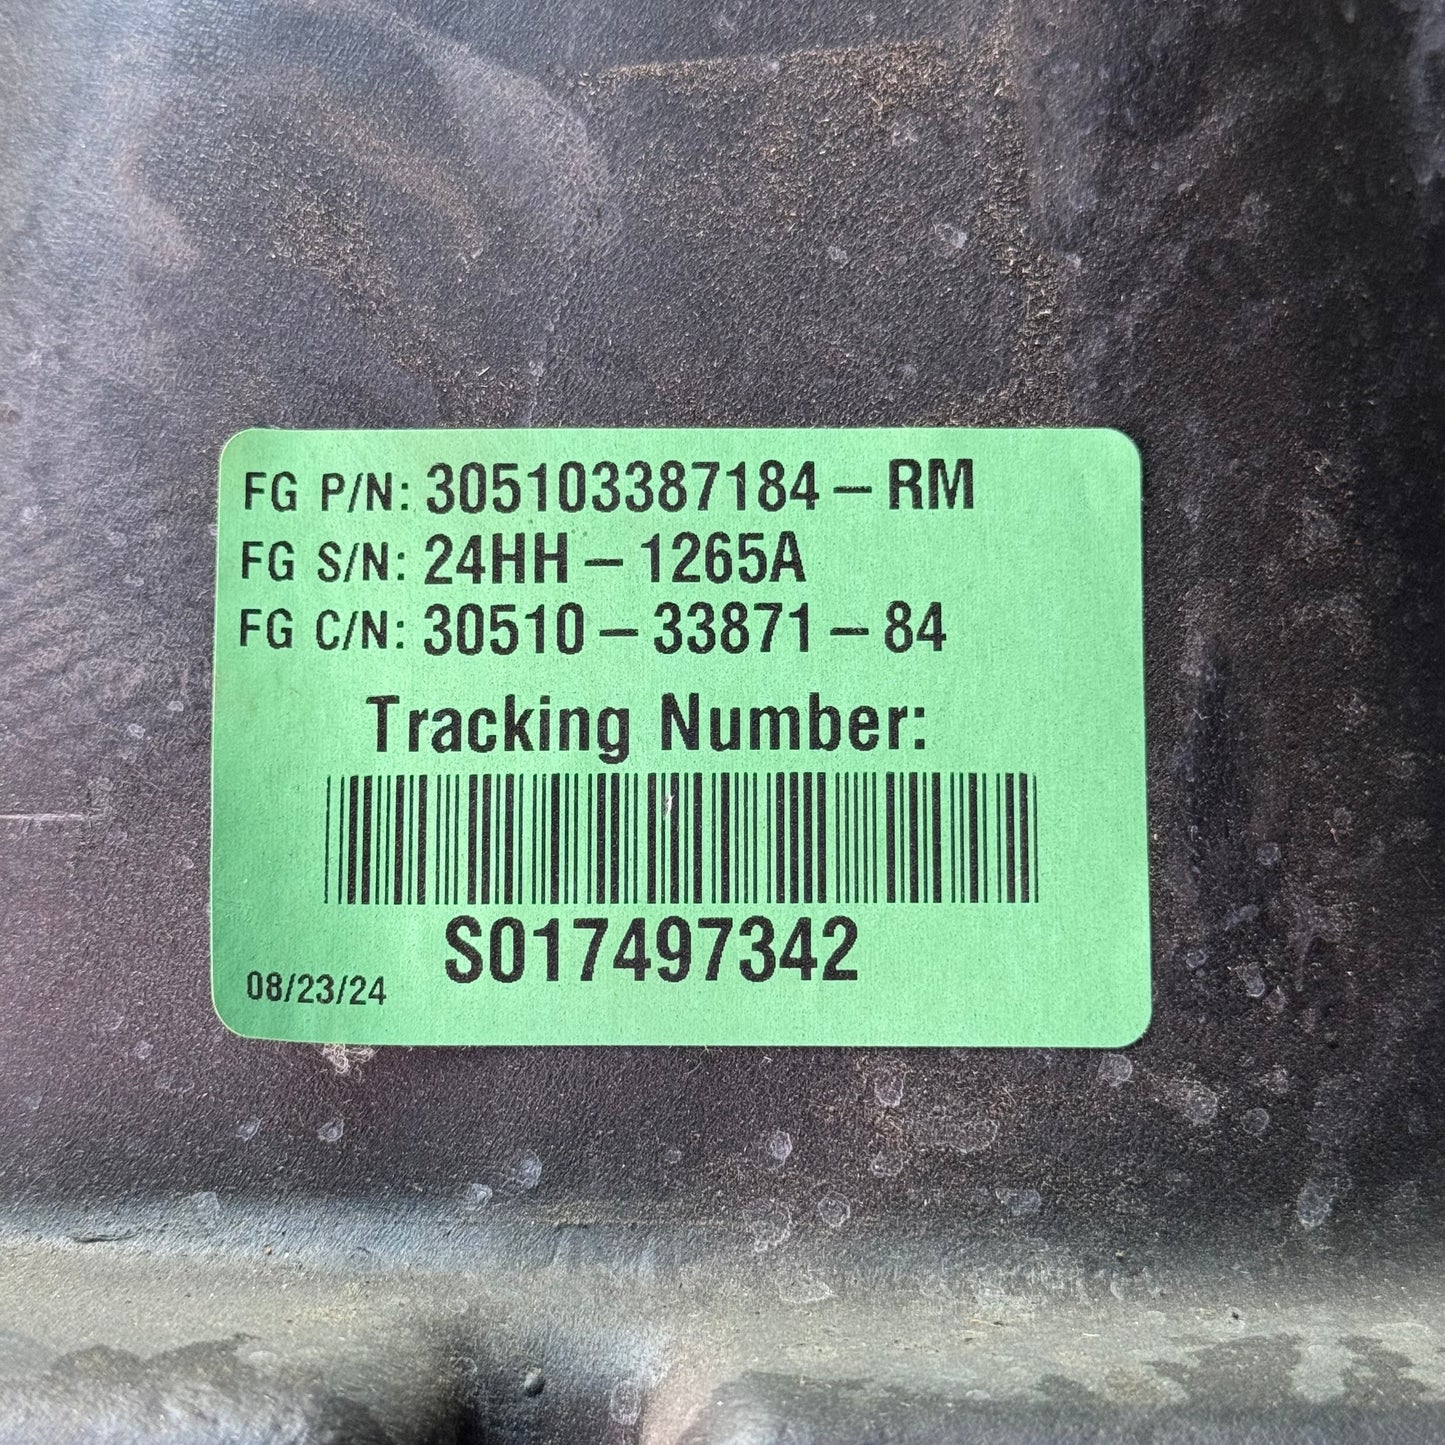 FG P/N: 305103387184-RM
FG S/N: 24HH-1265A
FG C/N: 30510-33871-84
Tracking Number:
S017497342
08/23/24